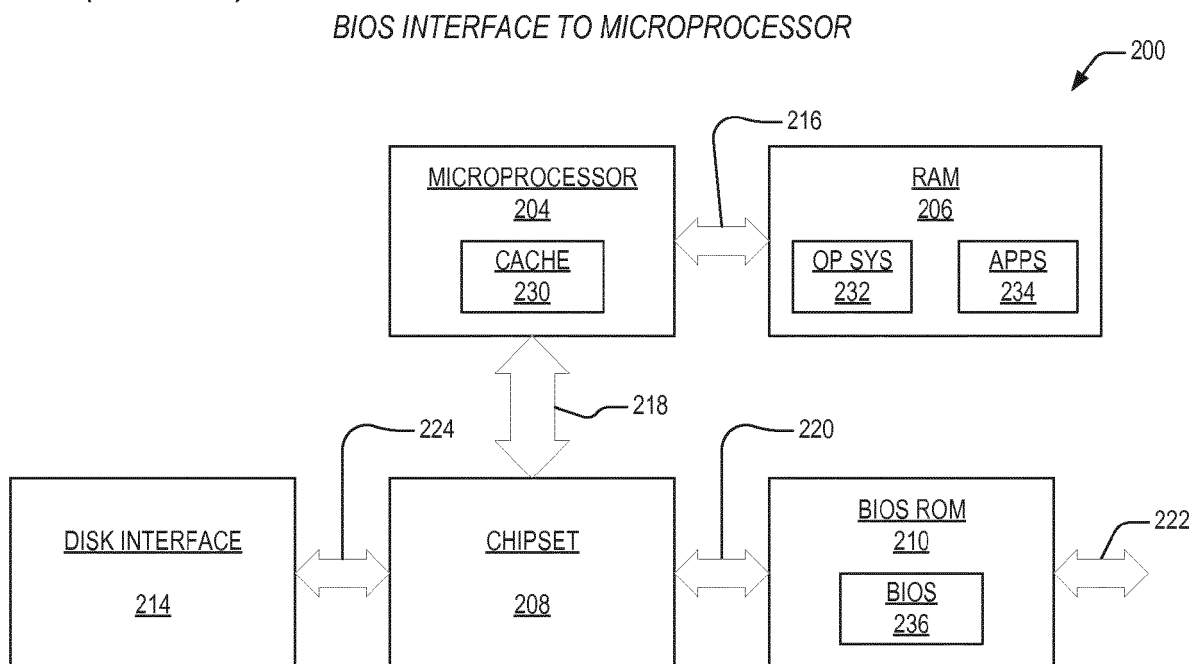 BIOS INTERFACE TO MICROPROCESSOR
200
216
MICROPROCESSOR
204
CACHE
230
RAM
206
OP SYS
232
APPS
234
218
224
220
DISK INTERFACE
214
CHIPSET
208
BIOS ROM
210
BIOS
236
222